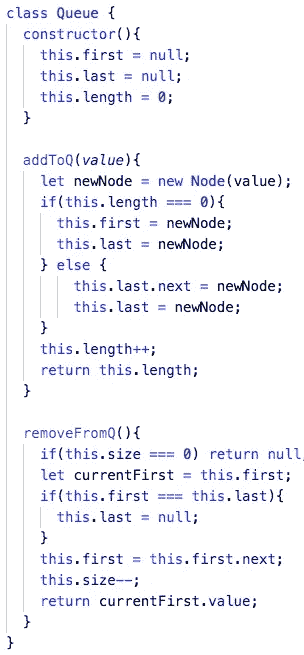 class Queue {
constructor(){
this.first = null;
this.last = null;
this.length = 0;
}
addToQ(value){
let newNode = new Node(value);
if(this.length === 0){
this.first = newNode;
this.last = newNode;
} else {
this.last.next = newNode;
this.last = newNode;
}
this.length++;
return this.length;
}
removeFromQ(){
if(this.size === 0) return null;
let currentFirst = this.first;
if(this.first === this.last){
this.last = null;
}
this.first = this.first.next;
this.size--;
return currentFirst.value;
}
}